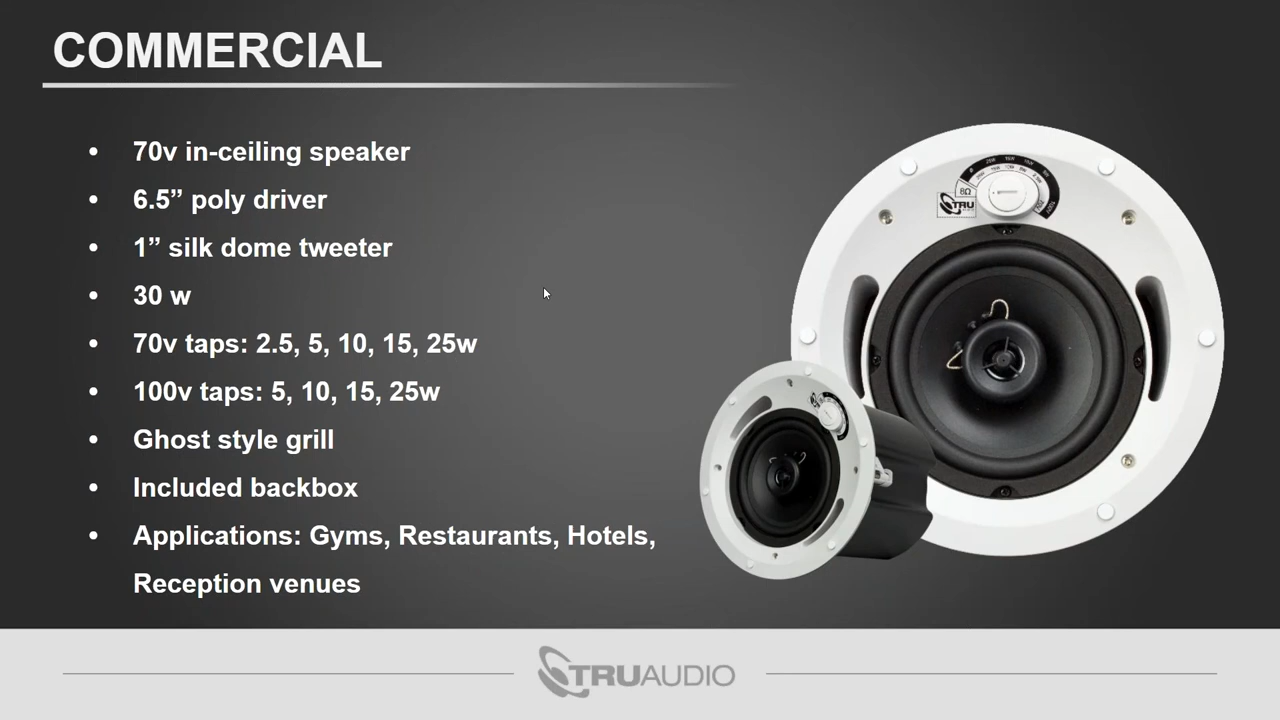 COMMERCIAL
• 70v in-ceiling speaker
• 6.5” poly driver
• 1” silk dome tweeter
• 30 w
• 70v taps: 2.5, 5, 10, 15, 25w
• 100v taps: 5, 10, 15, 25w
• Ghost style grill
• Included backbox
• Applications: Gyms, Restaurants, Hotels,
Reception venues
8Ω
TRU
TRUAUDIO